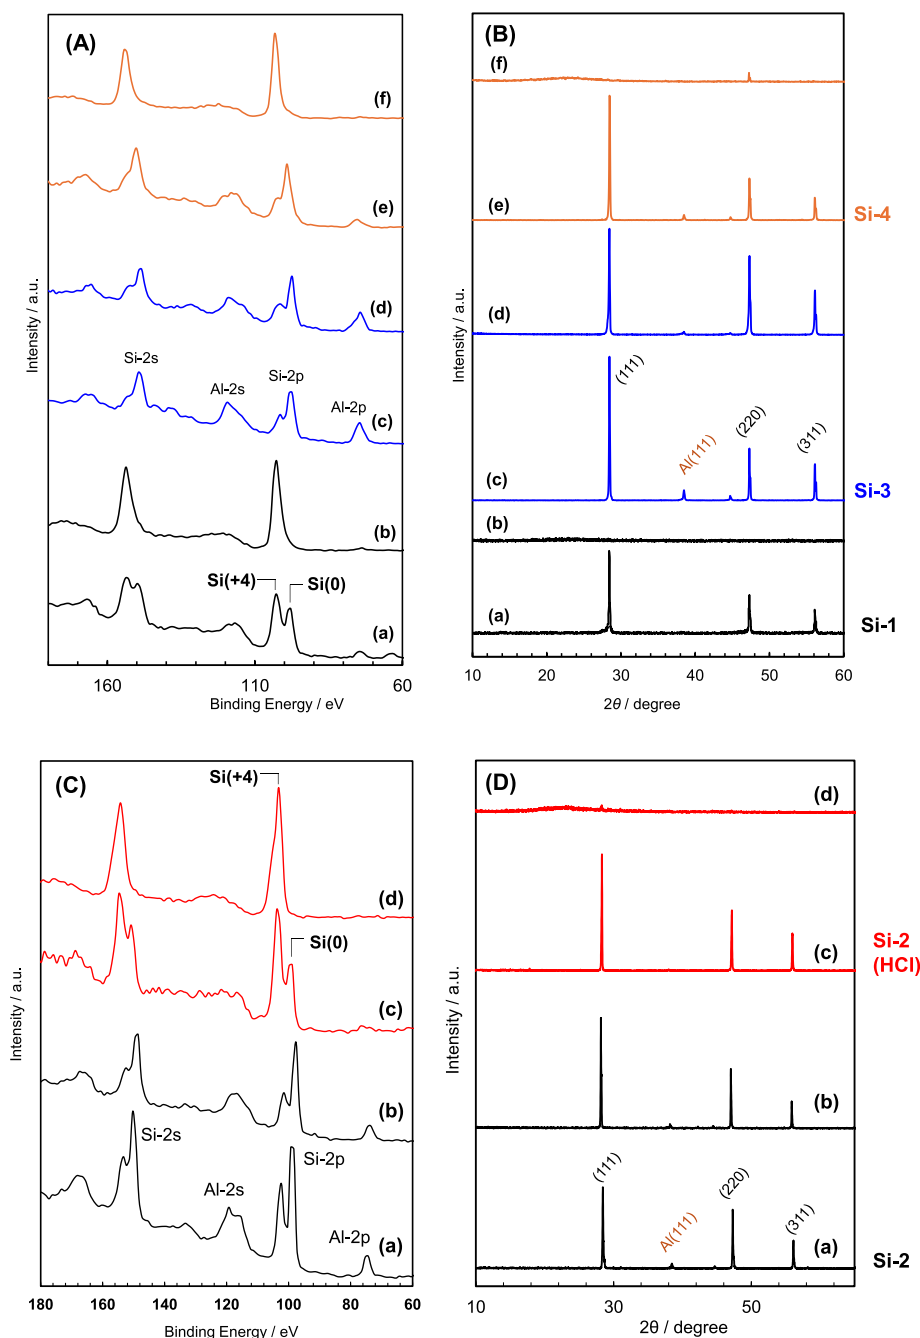 (A)
(f)
(e)
(d)
Si-2s
Al-2s
Si-2p
Al-2p
(c)
(b)
Si(+4)
Si(0)
(a)
Intensity / a.u.
160
110
60
Binding Energy / eV
(B)
(f)
(e)
Si-4
(d)
(111)
Al(111)
(220)
(311)
(c)
Si-3
(b)
(a)
Si-1
Intensity / a.u.
10
20
30
40
50
60
2θ / degree
(C)
Si(+4)
(d)
Si(0)
(c)
(b)
Si-2s
Al-2s
Si-2p
Al-2p
(a)
Intensity / a.u.
180
160
140
120
100
80
60
Binding Energy / eV
(D)
(d)
Si-2
(HCl)
(c)
(b)
(111)
Al(111)
(220)
(311)
(a)
Si-2
Intensity / a.u.
10
30
50
2θ / degree